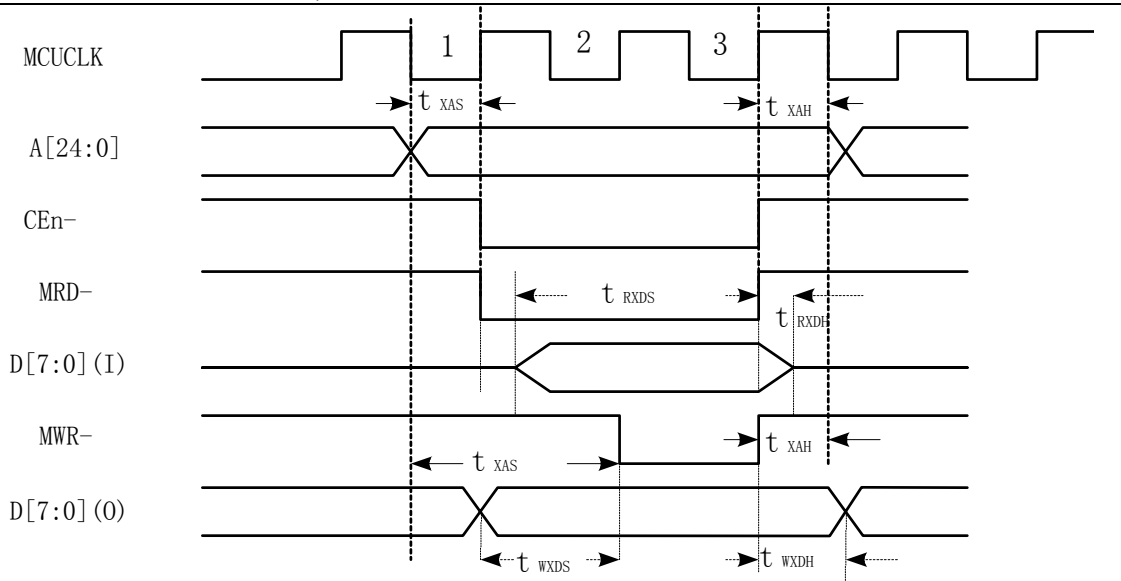 MCUCLK 1 2 3
t XAS t XAH
A[24:0]
CEn-
MRD- t RXDS
t RXDH
D[7:0](I)
MWR- t XAH
t XAS
D[7:0](O)
t WXDS t WXDH